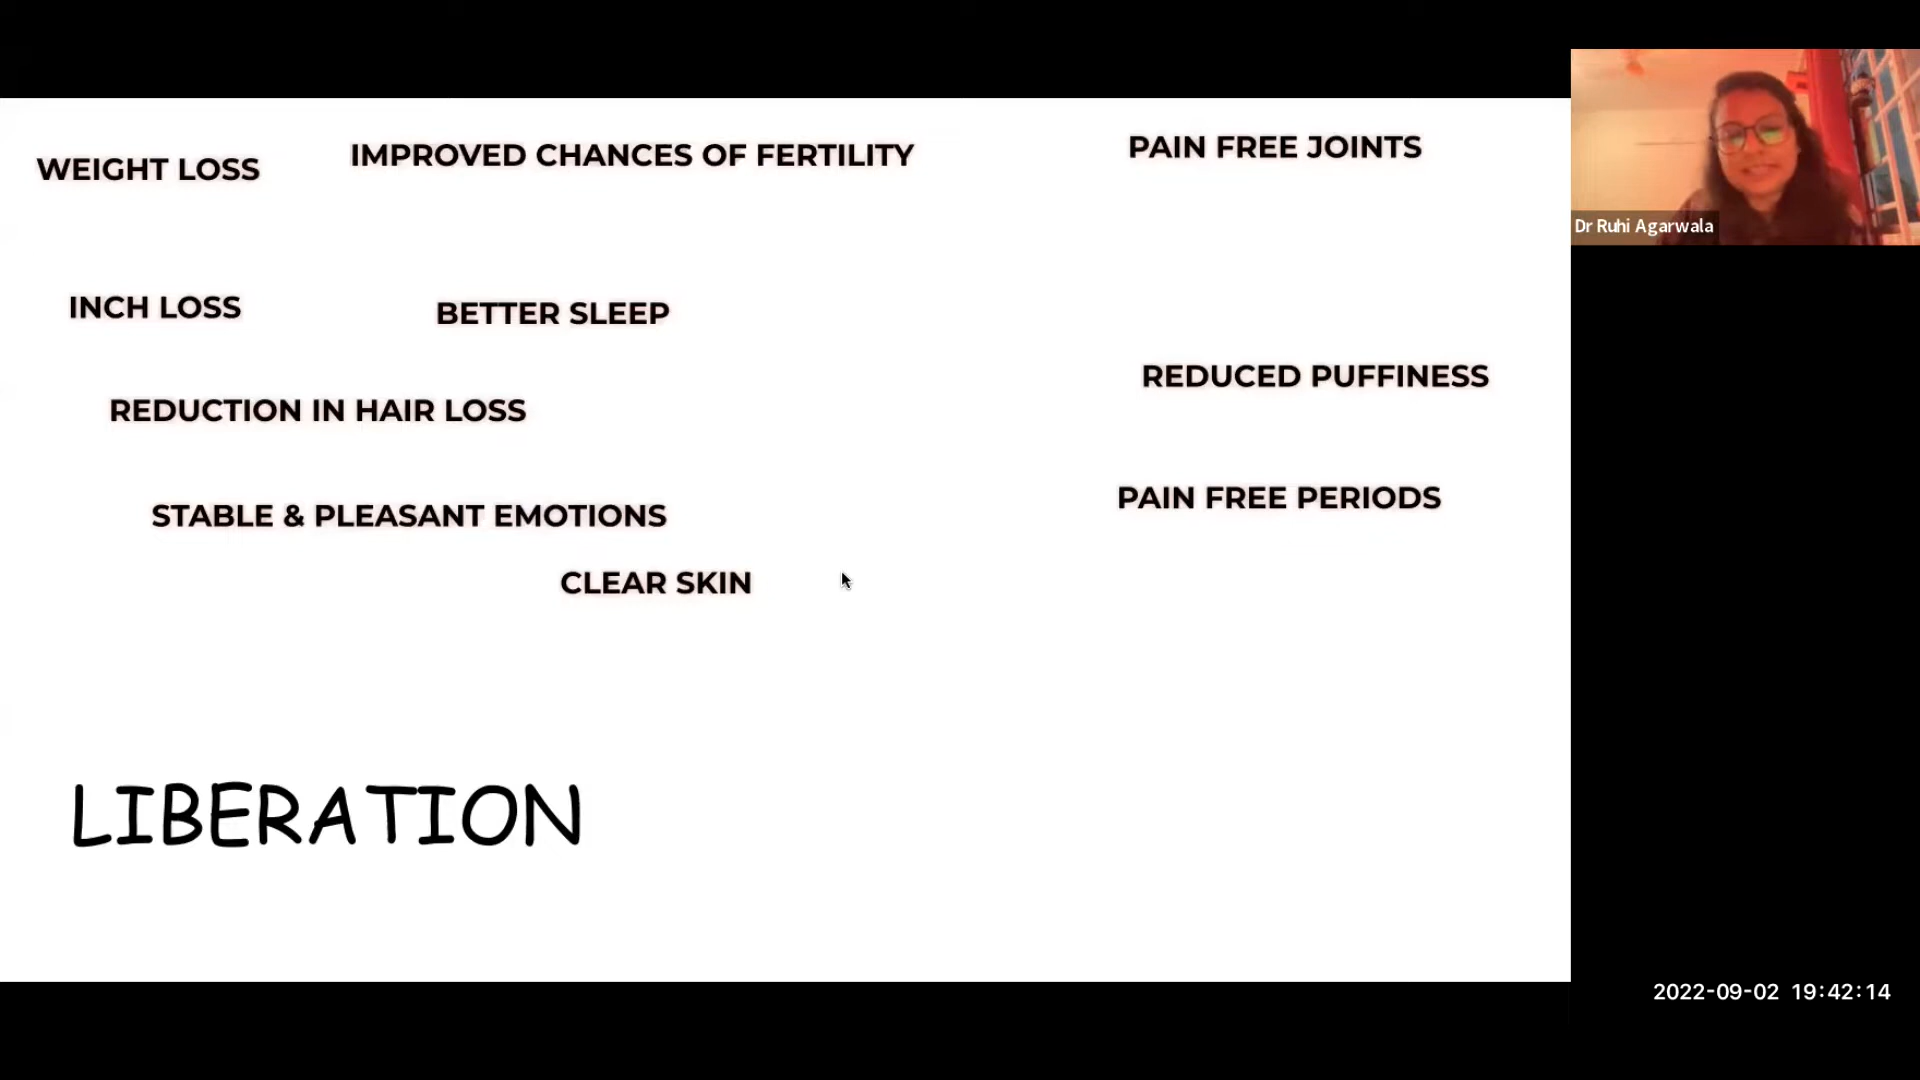 WEIGHT LOSS
IMPROVED CHANCES OF FERTILITY
PAIN FREE JOINTS
Dr Ruhi Agarwala
INCH LOSS
BETTER SLEEP
REDUCED PUFFINESS
REDUCTION IN HAIR LOSS
STABLE & PLEASANT EMOTIONS
PAIN FREE PERIODS
CLEAR SKIN
LIBERATION
2022-09-02 19:42:14